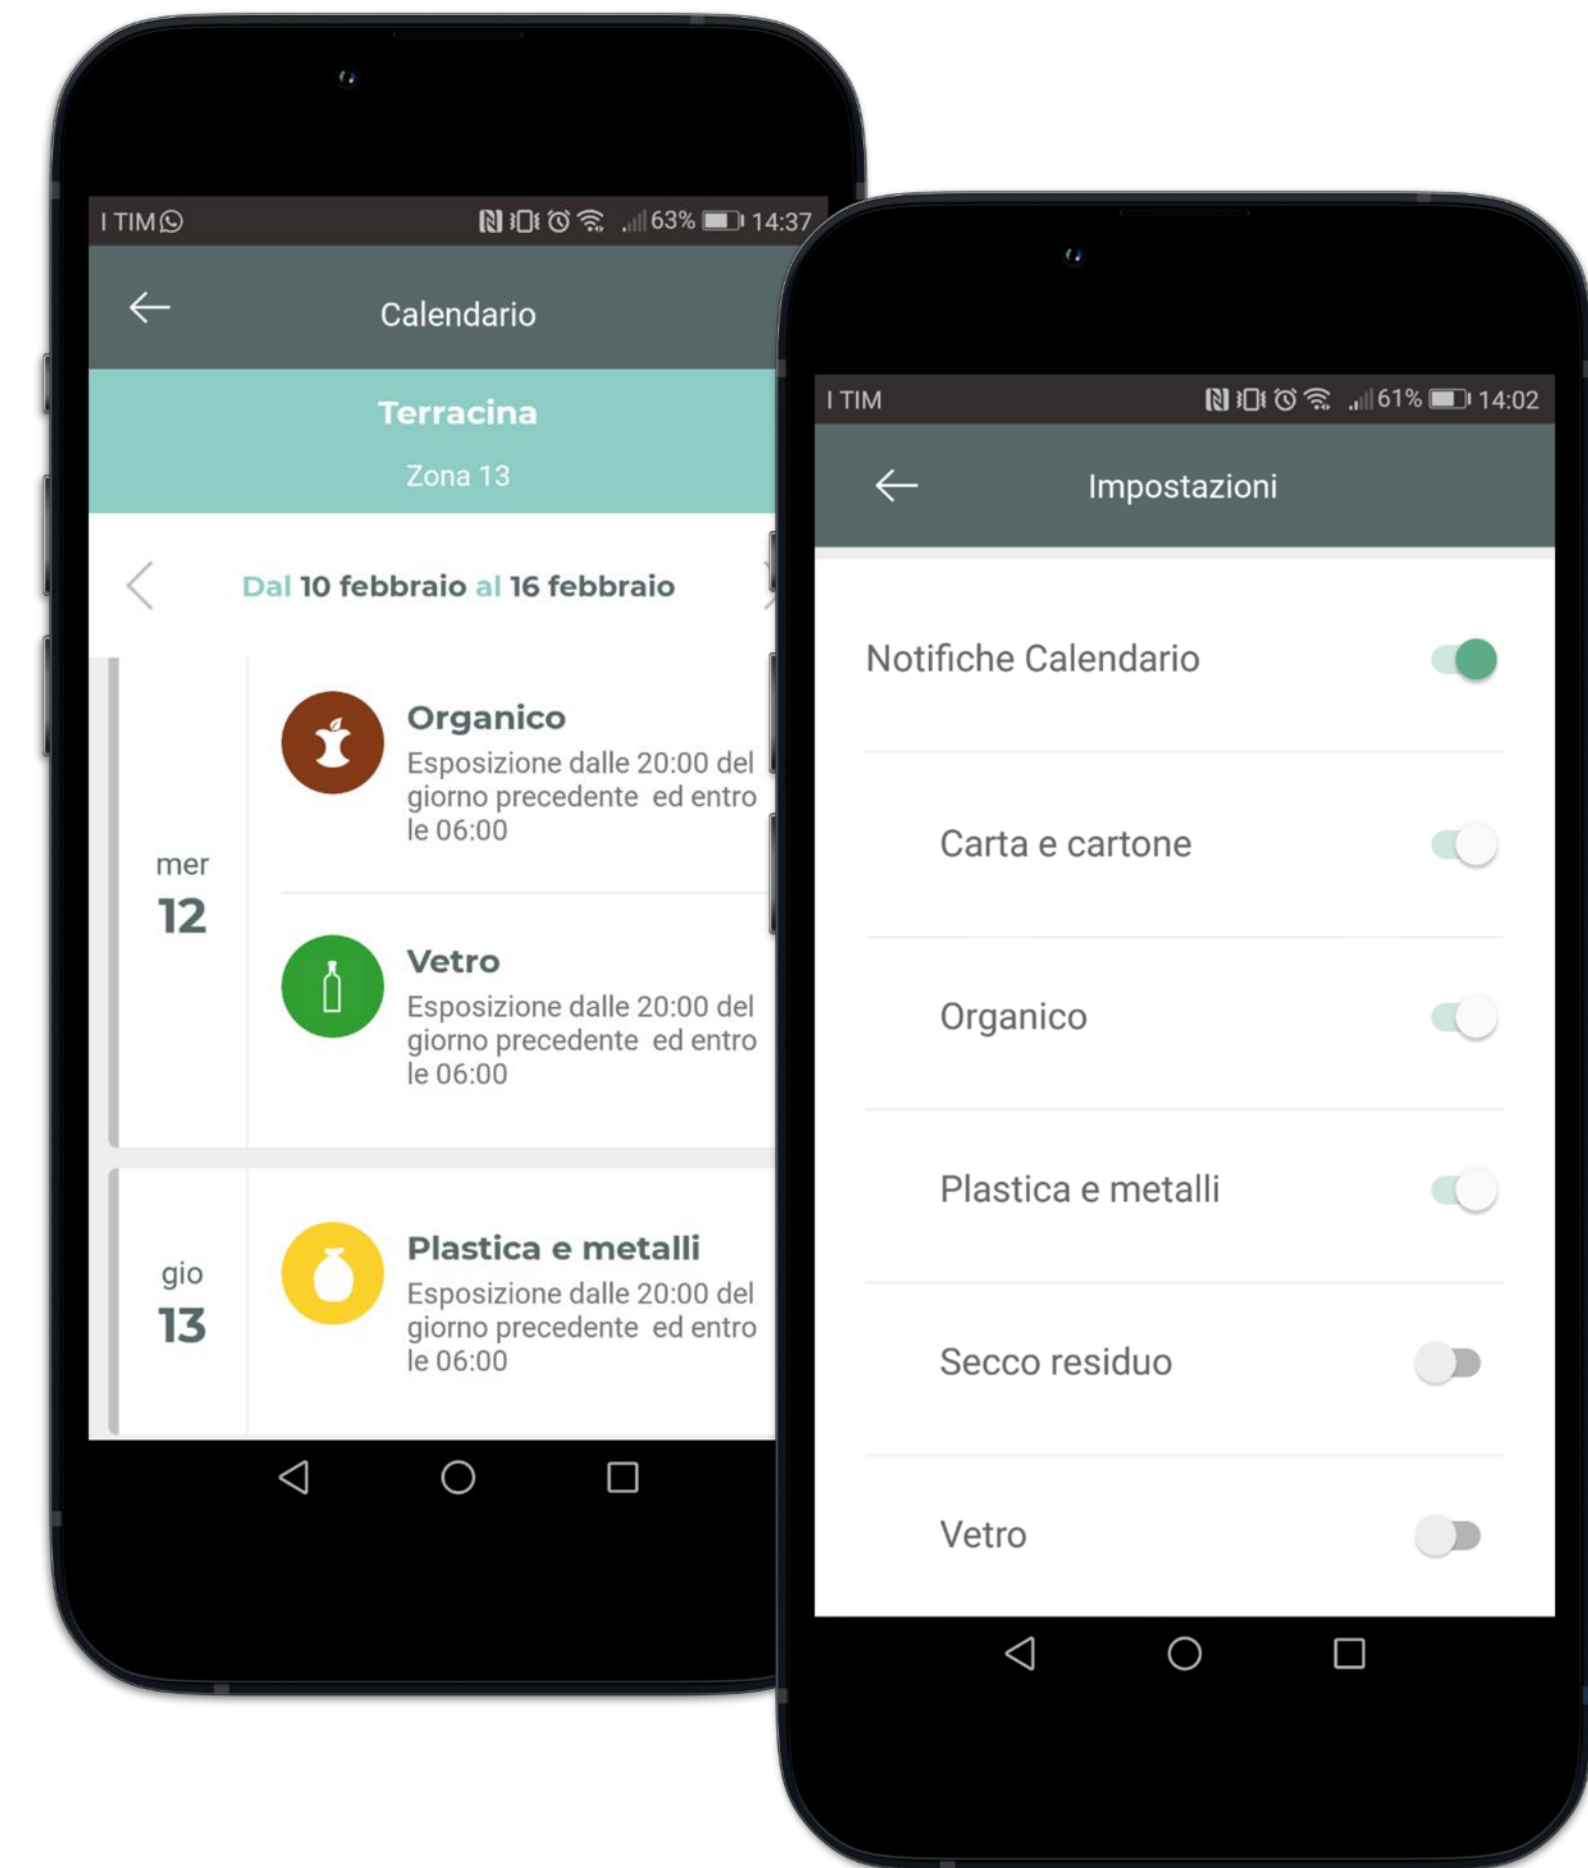 I TIM
63%
14:37
Calendario
Terracina
Zona 13
Dal 10 febbraio al 16 febbraio
mer
12
Organico
Esposizione dalle 20:00 del
giorno precedente ed entro
le 06:00
Vetro
Esposizione dalle 20:00 del
giorno precedente ed entro
le 06:00
gio
13
Plastica e metalli
Esposizione dalle 20:00 del
giorno precedente ed entro
le 06:00
I TIM
61%
14:02
Impostazioni
Notifiche Calendario
Carta e cartone
Organico
Plastica e metalli
Secco residuo
Vetro